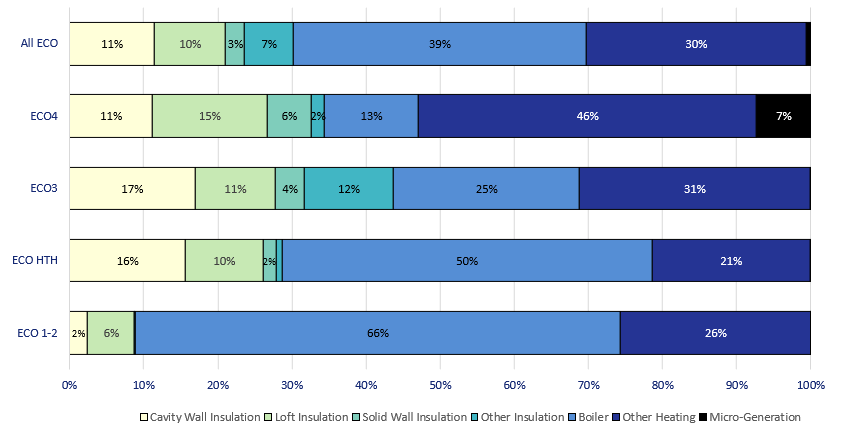 All ECO 11% 10% 3% 7% 39% 30%
ECO4 11% 15% 6% 2% 13% 46% 7%
ECO3 17% 11% 4% 12% 25% 31%
ECO HTH 16% 10% 2% 50% 21%
ECO 1-2 2% 6% 66% 26%
0% 10% 20% 30% 40% 50% 60% 70% 80% 90% 100%
Cavity Wall Insulation Loft Insulation Solid Wall Insulation Other Insulation Boiler Other Heating Micro-Generation